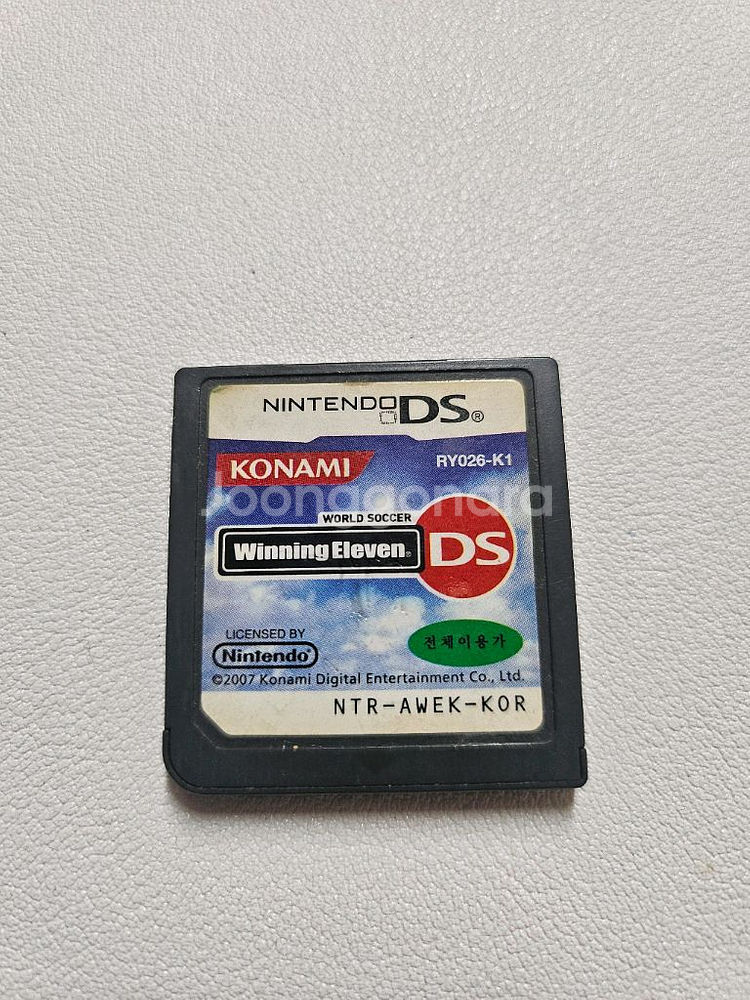 NINTENDO DS®
KONAMI
RY026-K1
Joonggonara
WORLD SOCCER
Winning Eleven® DS
LICENSED BY
Nintendo®
전체이용가
©2007 Konami Digital Entertainment Co., Ltd.
NTR-AWEK-KOR